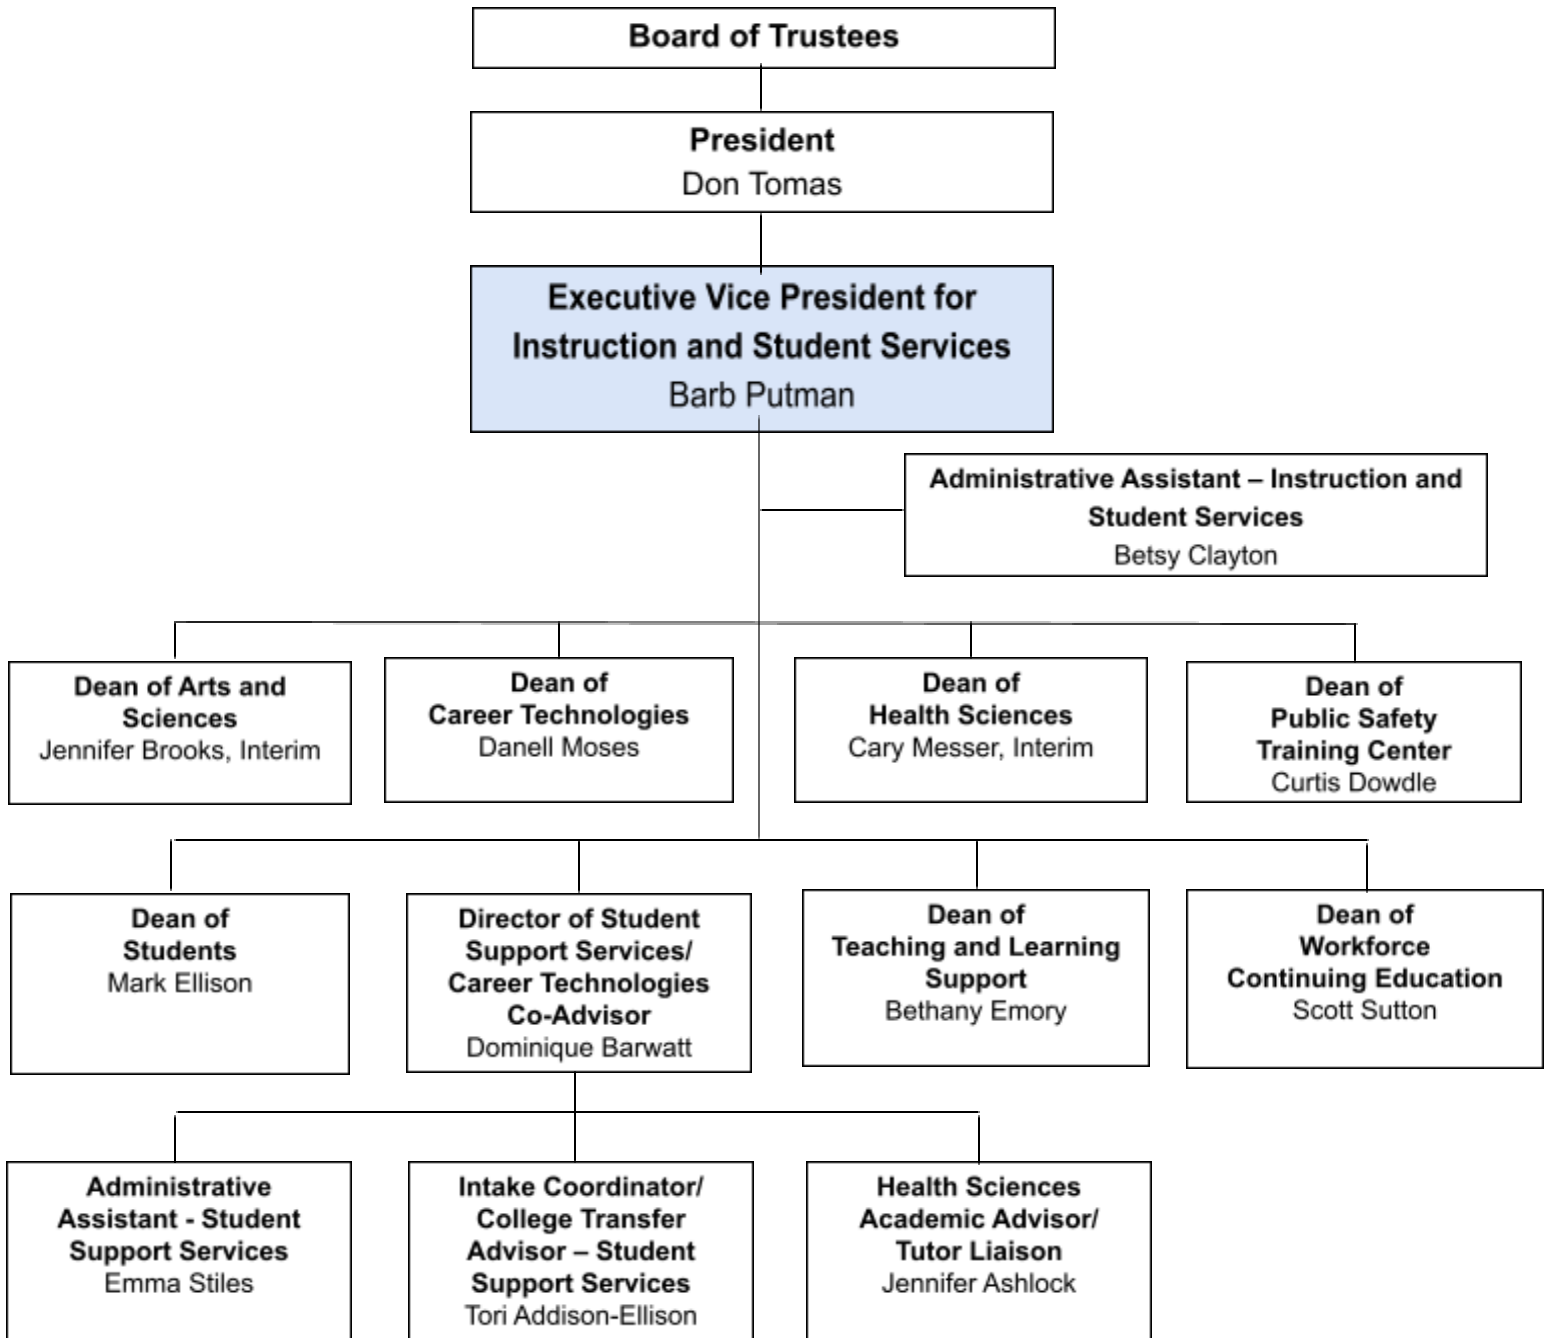 Board of Trustees
President
Don Tomas
Executive Vice President for
Instruction and Student Services
Barb Putman
Administrative Assistant – Instruction and
Student Services
Betsy Clayton
Dean of Arts and
Sciences
Jennifer Brooks, Interim
Dean of
Career Technologies
Danell Moses
Dean of
Health Sciences
Cary Messer, Interim
Dean of
Public Safety
Training Center
Curtis Dowdle
Dean of
Students
Mark Ellison
Director of Student
Support Services/
Career Technologies
Co-Advisor
Dominique Barwatt
Dean of
Teaching and Learning
Support
Bethany Emory
Dean of
Workforce
Continuing Education
Scott Sutton
Administrative
Assistant - Student
Support Services
Emma Stiles
Intake Coordinator/
College Transfer
Advisor – Student
Support Services
Tori Addison-Ellison
Health Sciences
Academic Advisor/
Tutor Liaison
Jennifer Ashlock